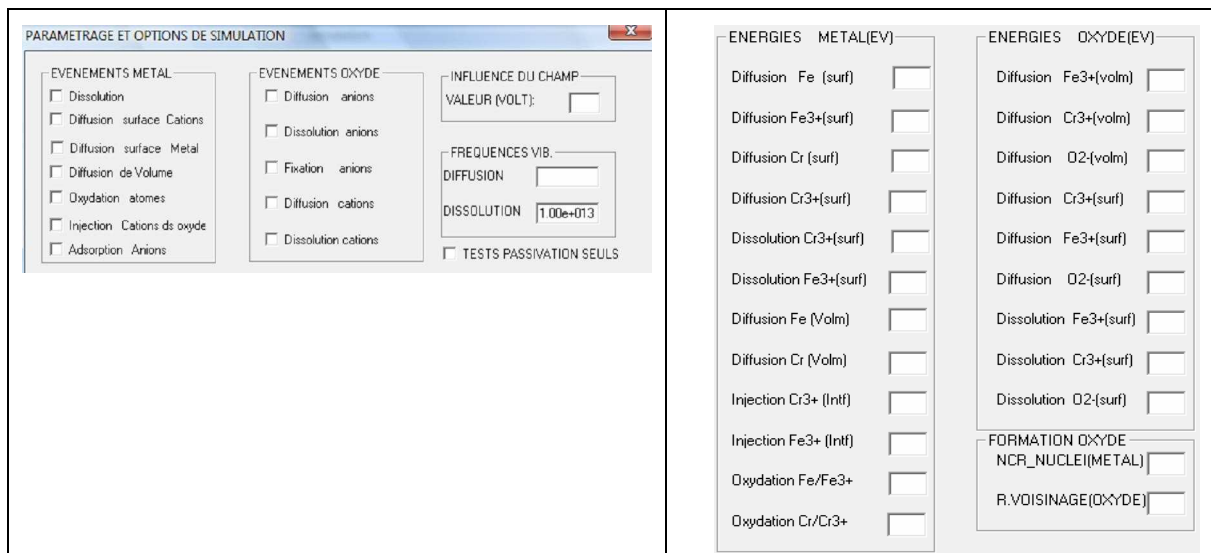 PARAMETRAGE ET OPTIONS DE SIMULATION
EVENEMENTS METAL
Dissolution
Diffusion surface Cations
Diffusion surface Metal
Diffusion de Volume
Oxydation atomes
Injection Cations ds oxyde
Adsorption Anions
EVENEMENTS OXYDE
Diffusion anions
Dissolution anions
Fixation anions
Diffusion cations
Dissolution cations
INFLUENCE DU CHAMP
VALEUR (VOLT):
FREQUENCES VIB.
DIFFUSION
DISSOLUTION 1.00e+013
TESTS PASSIVATION SEULS
ENERGIES METAL(EV)
Diffusion Fe (surf)
Diffusion Fe3+(surf)
Diffusion Cr (surf)
Diffusion Cr3+(surf)
Dissolution Cr3+(surf)
Dissolution Fe3+(surf)
Diffusion Fe (Volm)
Diffusion Cr (Volm)
Injection Cr3+ (Intf)
Injection Fe3+ (Intf)
Oxydation Fe/Fe3+
Oxydation Cr/Cr3+
ENERGIES OXYDE(EV)
Diffusion Fe3+(volm)
Diffusion Cr3+(volm)
Diffusion O2-(volm)
Diffusion Cr3+(surf)
Diffusion Fe3+(surf)
Diffusion O2-(surf)
Dissolution Fe3+(surf)
Dissolution Cr3+(surf)
Dissolution O2-(surf)
FORMATION OXYDE
NCR_NUCLEI(METAL)
R.VOISINAGE(OXYDE)